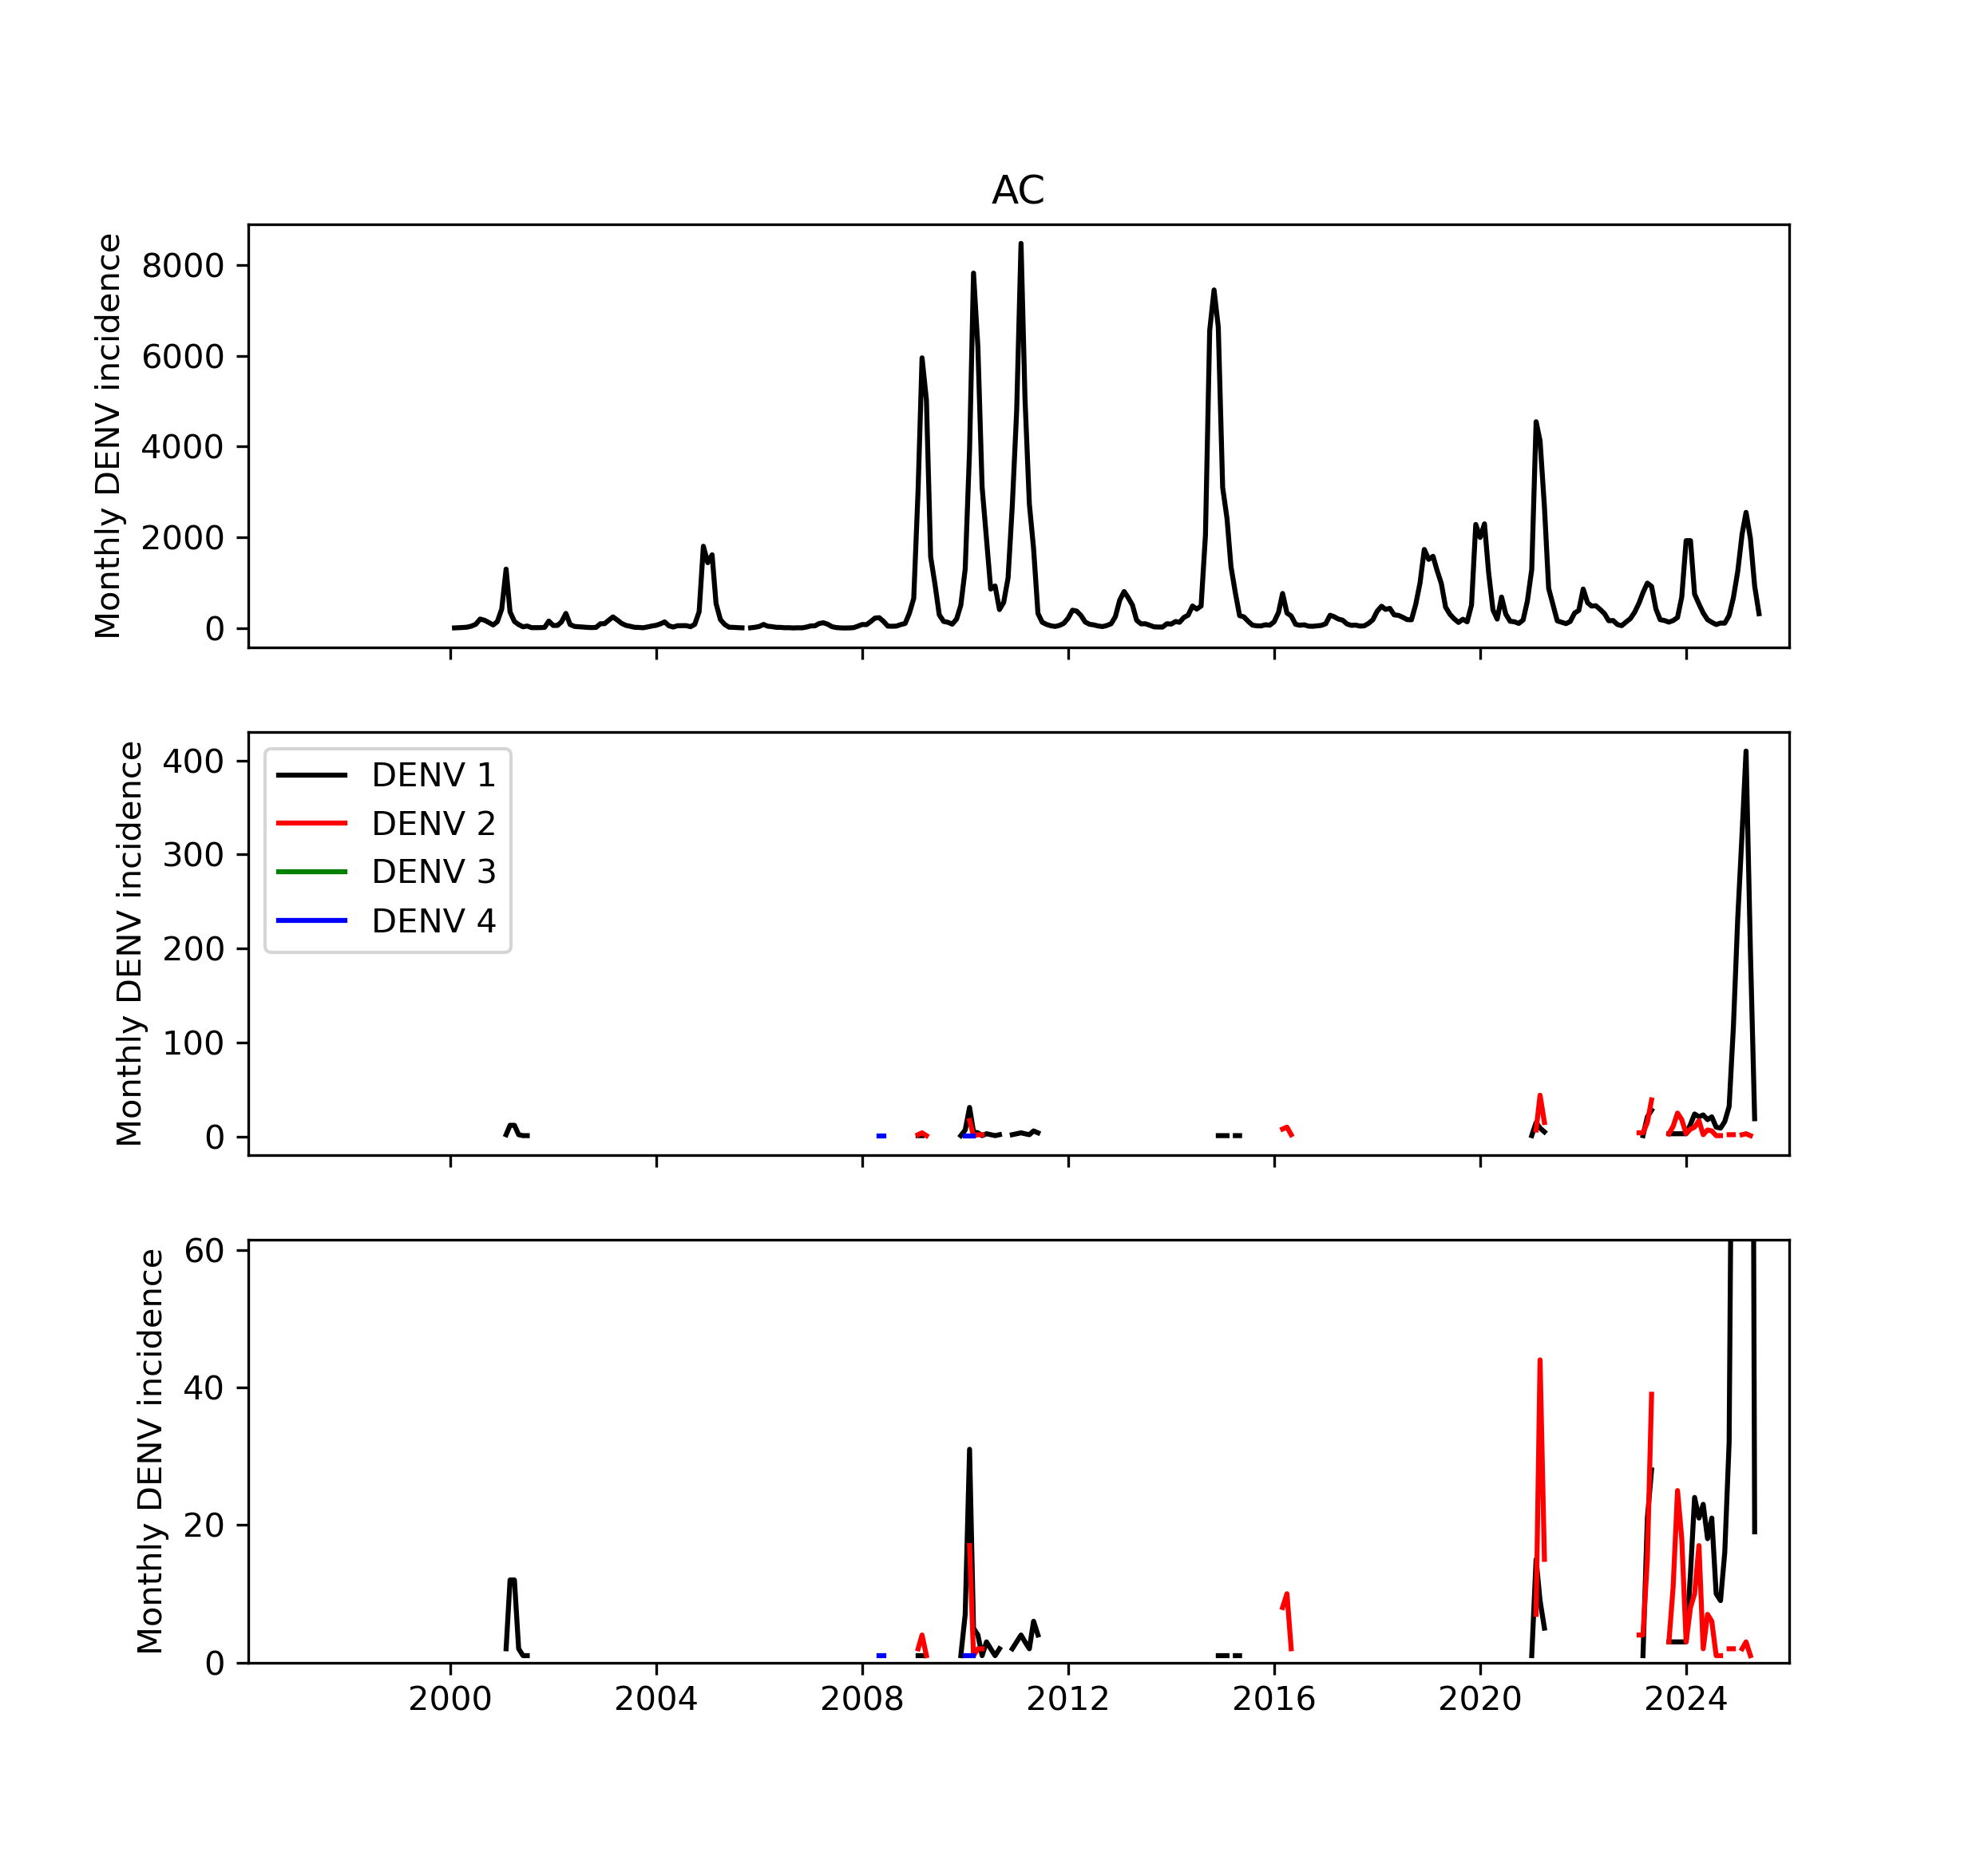 AC
Monthly DENV incidence
8000
6000
4000
2000
0
Monthly DENV incidence
400
300
200
100
0
DENV 1
DENV 2
DENV 3
DENV 4
Monthly DENV incidence
60
40
20
0
2000 2004 2008 2012 2016 2020 2024